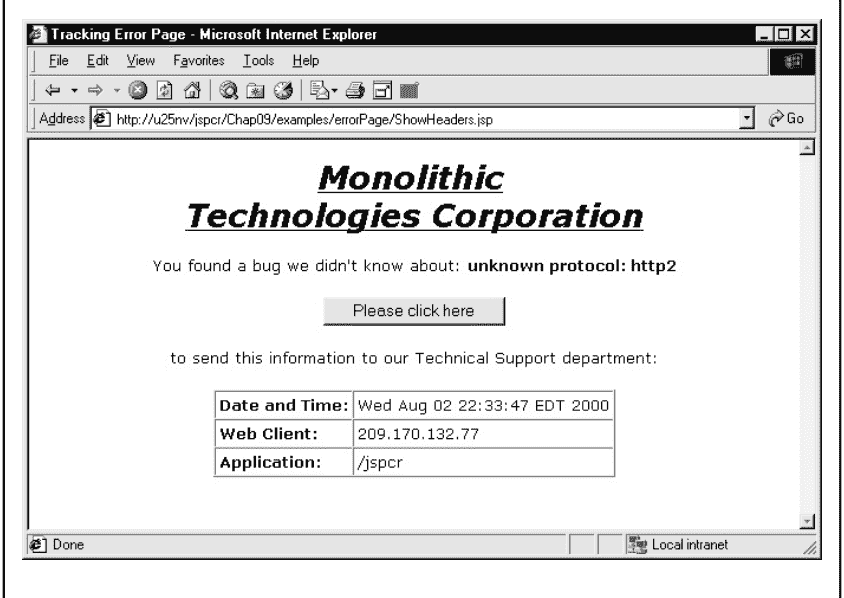 Tracking Error Page - Microsoft Internet Explorer
File Edit View Favorites Tools Help
Address http://u25nv/jspcr/Chap09/examples/errorPage/ShowHeaders.jsp Go
Monolithic
Technologies Corporation
You found a bug we didn't know about: unknown protocol: http2
Please click here
to send this information to our Technical Support department:
Date and Time: Wed Aug 02 22:33:47 EDT 2000
Web Client: 209.170.132.77
Application: /jspcr
Done Local intranet